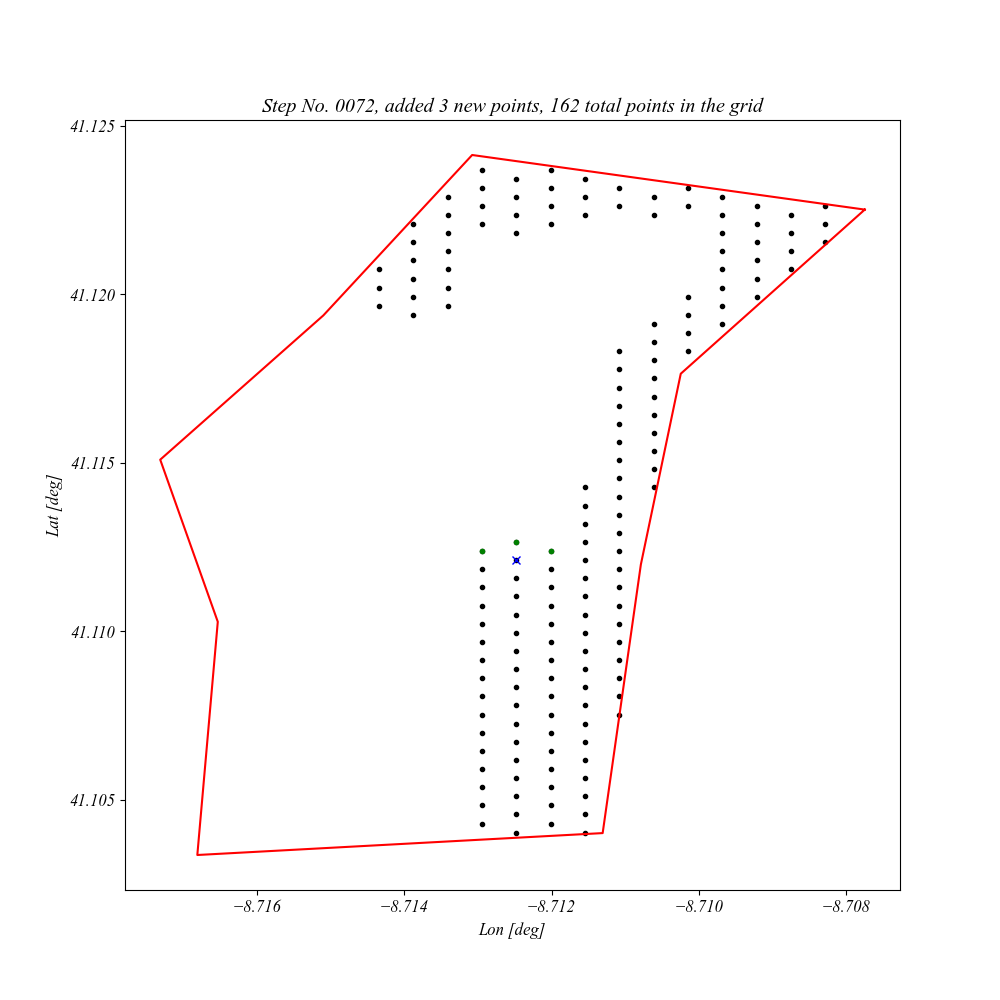 Step No. 0072, added 3 new points, 162 total points in the grid
41.125
41.120
41.115
41.110
41.105
Lat [deg]
−8.716 −8.714 −8.712 −8.710 −8.708
Lon [deg]